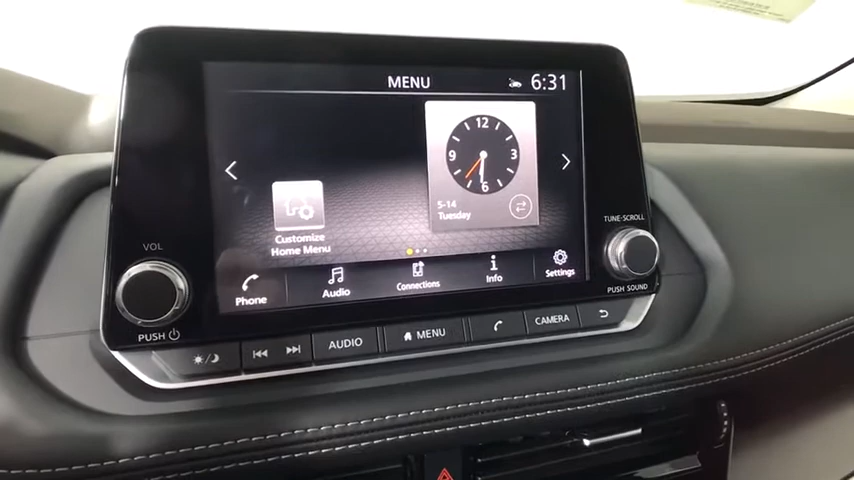 MENU
6:31
12
3
6
9
5-14
Tuesday
Customize
Home Menu
Phone
Audio
Connections
Info
Settings
VOL
PUSH
TUNE·SCROLL
PUSH SOUND
AUDIO
MENU
CAMERA